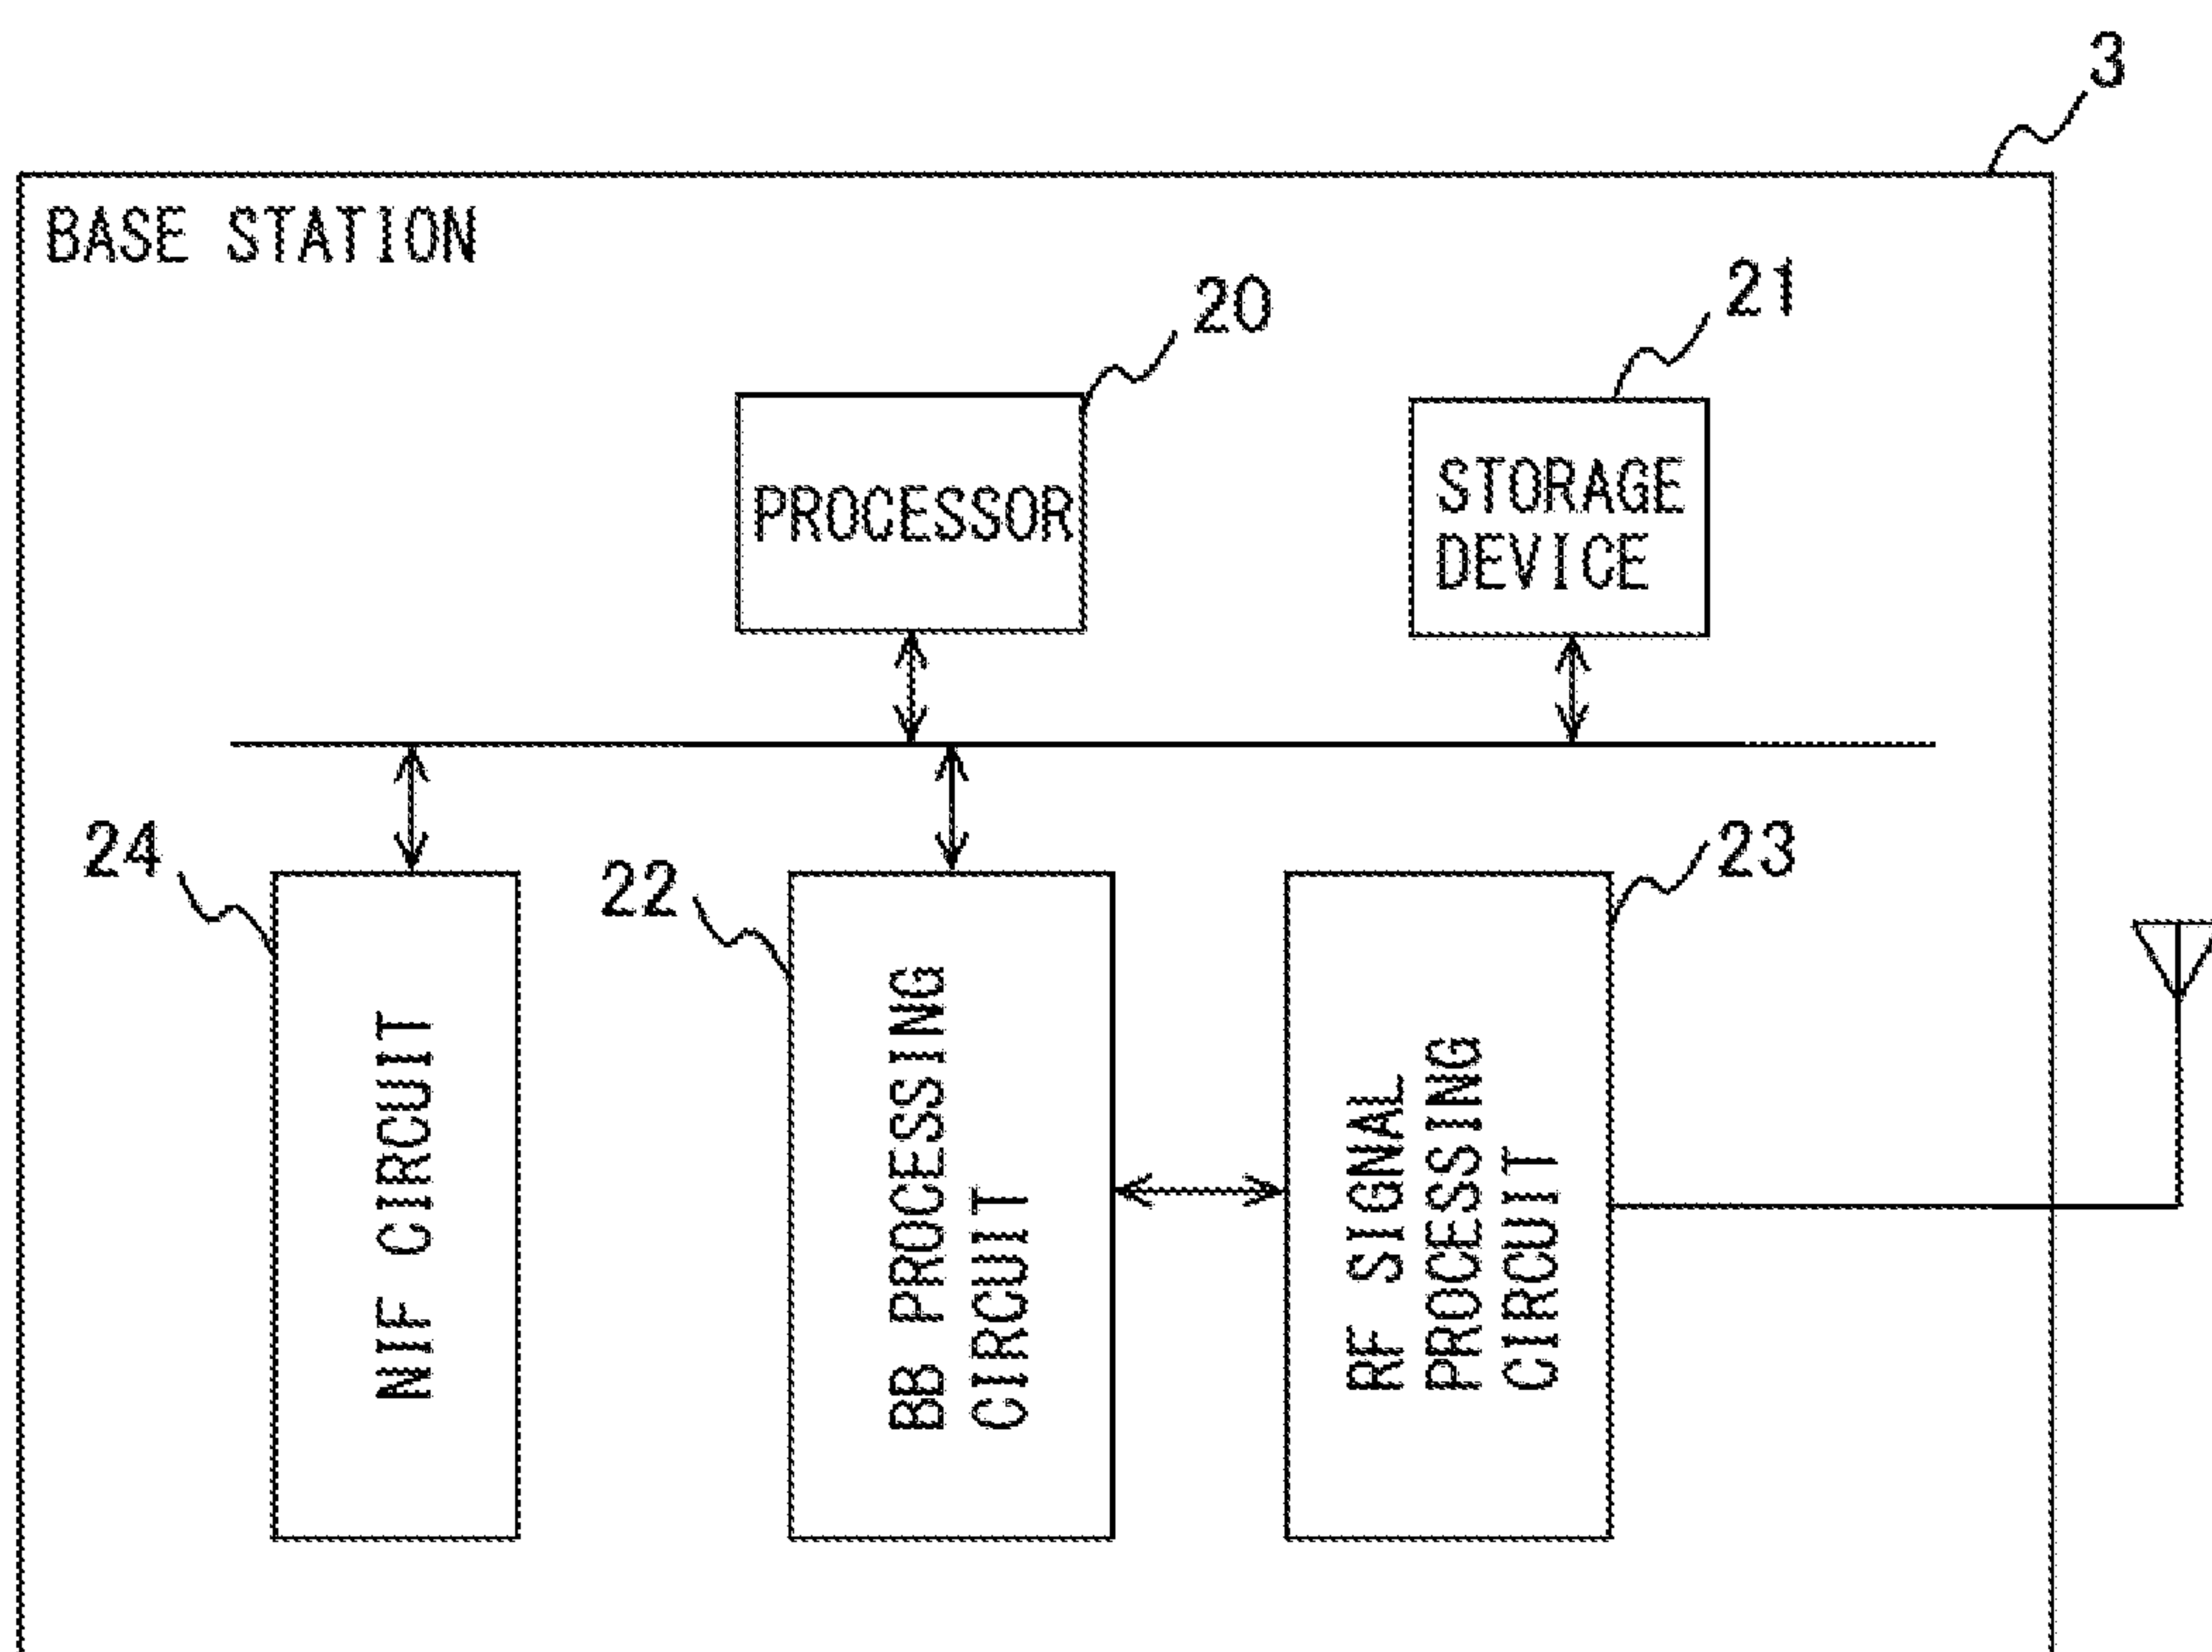 3
BASE STATION
20
21
PROCESSOR
STORAGE
DEVICE
24
22
23
NIF CIRCUIT
BB PROCESSING
CIRCUIT
RF SIGNAL
PROCESSING
CIRCUIT